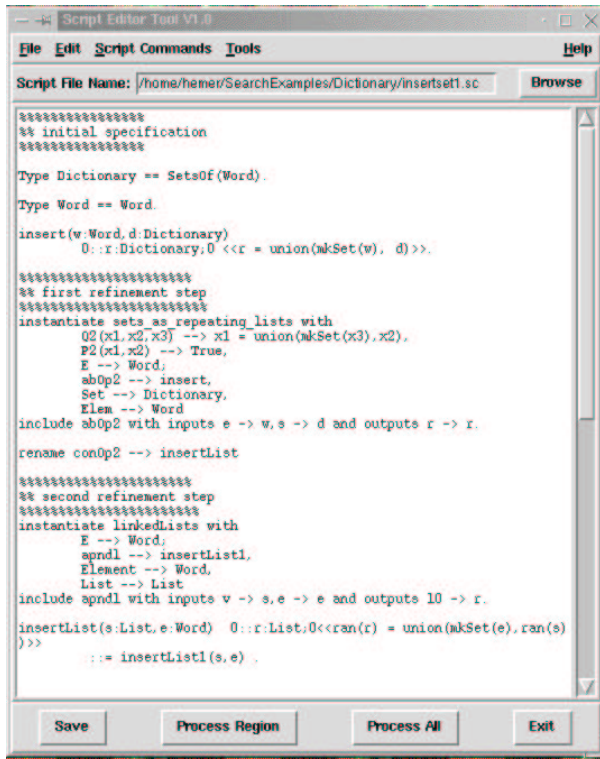 Script Editor Tool V1.0
File Edit Script Commands Tools Help
Script File Name: /home/hemer/SearchExamples/Dictionary/insertset1.sc Browse
%%%%%%%%%%%%%%%%
%% initial specification
%%%%%%%%%%%%%%%%
Type Dictionary == SetsOf(Word).
Type Word == Word.
insert(w:Word,d:Dictionary)
0::r:Dictionary;0 <<r = union(mkSet(w), d)>>.
%%%%%%%%%%%%%%%%%%%%%%
%% first refinement step
%%%%%%%%%%%%%%%%%%%%%%%%
instantiate sets_as_repeating_lists with
Q2(x1,x2,x3) --> x1 = union(mkSet(x3),x2),
P2(x1,x2) --> True,
E --> Word;
abOp2 --> insert,
Set --> Dictionary,
Elem --> Word
include abOp2 with inputs e -> w,s -> d and outputs r -> r.
rename conOp2 --> insertList
%%%%%%%%%%%%%%%%%%%%%%
%% second refinement step
%%%%%%%%%%%%%%%%%%%%%%%
instantiate linkedLists with
E --> Word;
apndl --> insertList1,
Element --> Word,
List --> List
include apndl with inputs v -> s,e -> e and outputs l0 -> r.
insertList(s:List,e:Word) 0::r:List;0<<ran(r) = union(mkSet(e),ran(s)
)>>
::= insertList1(s,e) .
Save Process Region Process All Exit